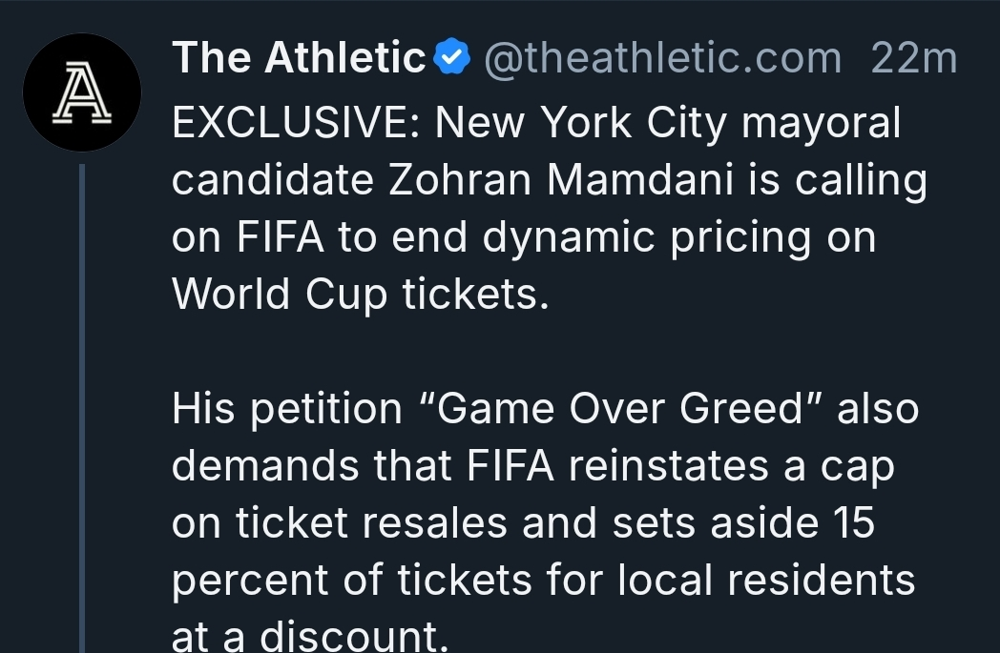 The Athletic @theathletic.com 22m
EXCLUSIVE: New York City mayoral
candidate Zohran Mamdani is calling
on FIFA to end dynamic pricing on
World Cup tickets.
His petition “Game Over Greed” also
demands that FIFA reinstates a cap
on ticket resales and sets aside 15
percent of tickets for local residents
at a discount.